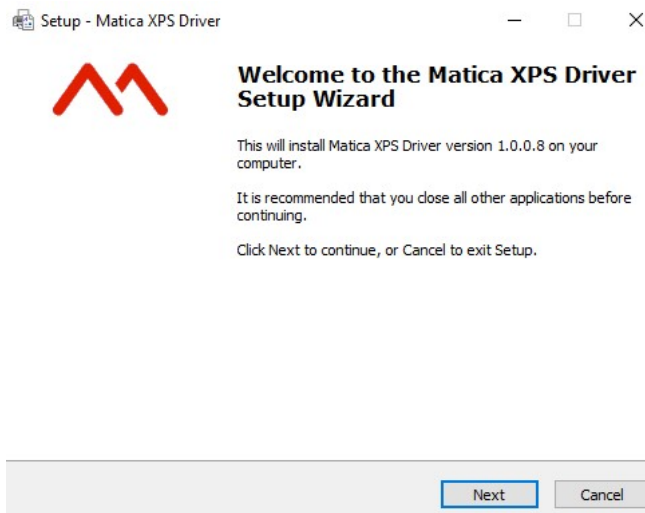 Setup - Matica XPS Driver
Welcome to the Matica XPS Driver
Setup Wizard
This will install Matica XPS Driver version 1.0.0.8 on your
computer.
It is recommended that you close all other applications before
continuing.
Click Next to continue, or Cancel to exit Setup.
Next Cancel